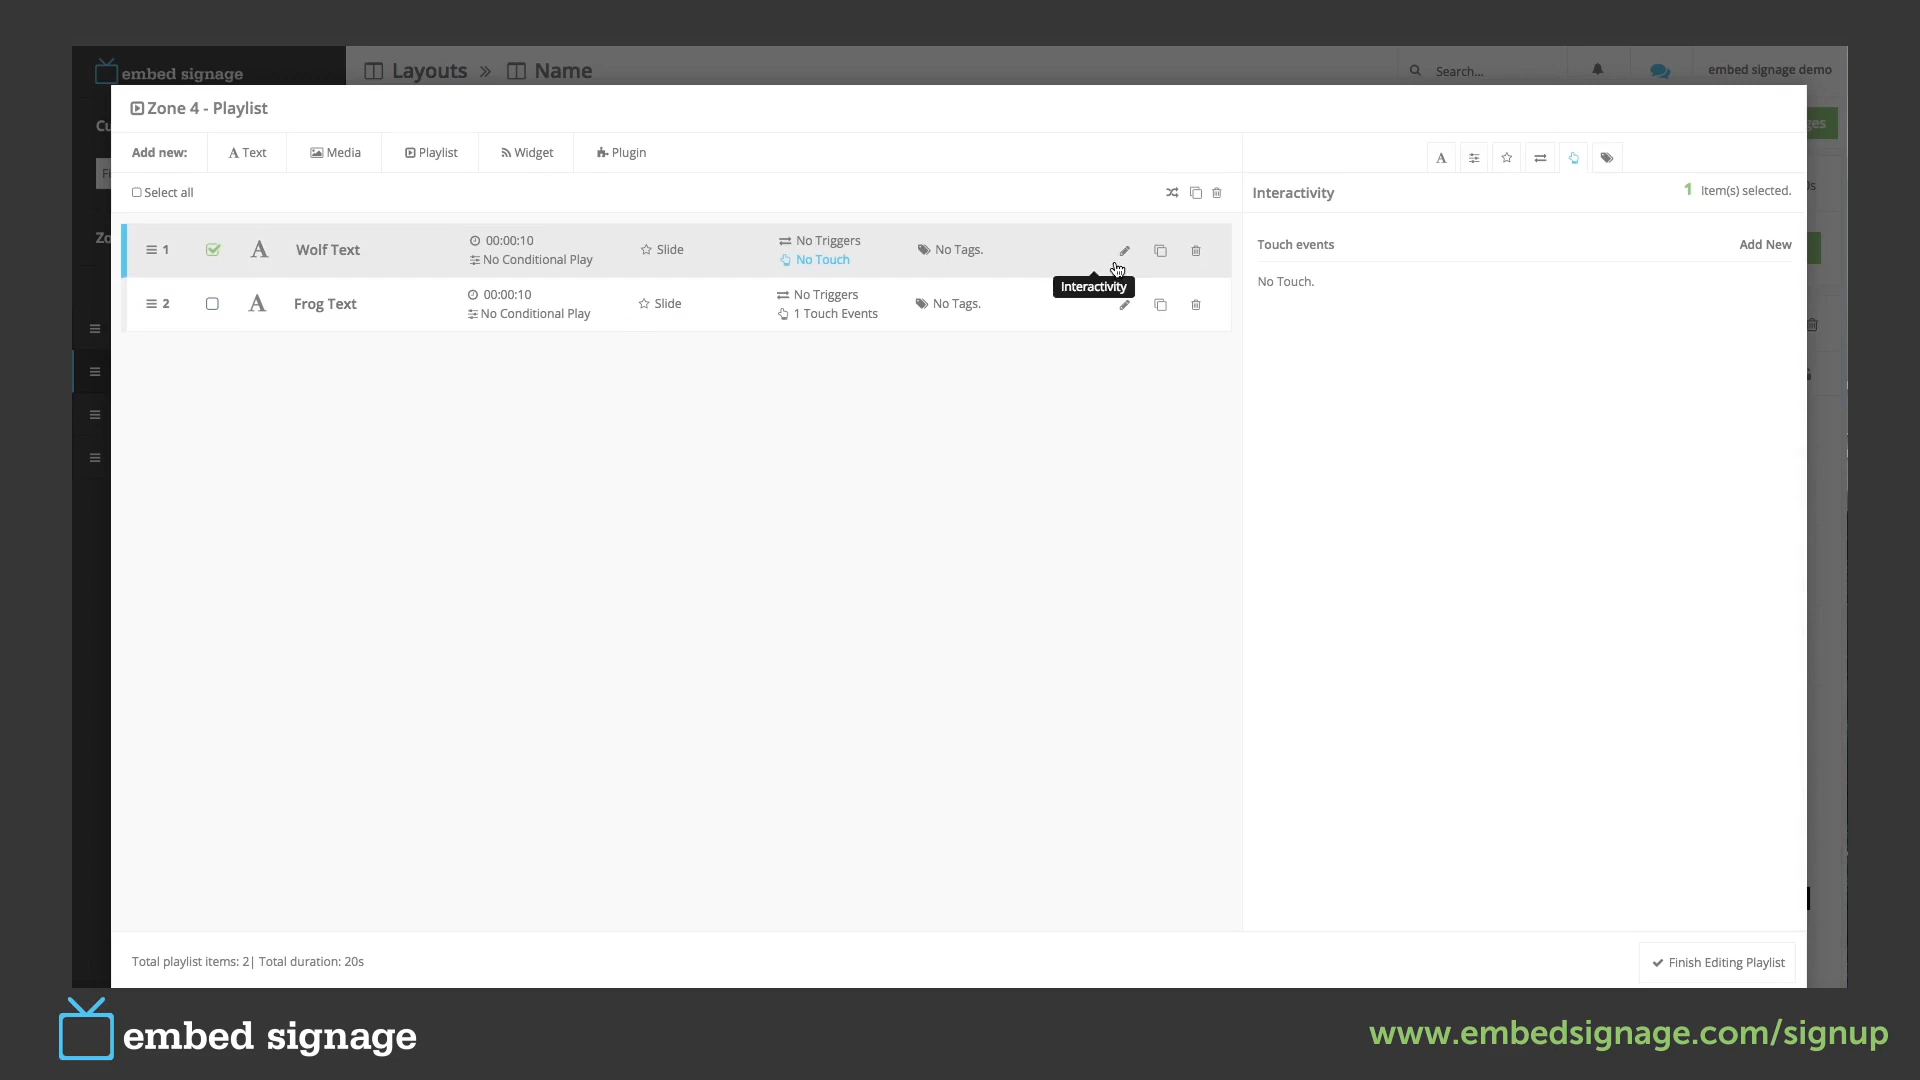 embed signage
Layouts » Name
Search...
embed signage demo
Cu
ges
Zone 4 - Playlist
Add new:
Text
Media
Playlist
Widget
Plugin
Fi
Select all
Interactivity
1 Item(s) selected.
Zo
1
Wolf Text
00:00:10
No Conditional Play
Slide
No Triggers
No Touch
No Tags.
Interactivity
Touch events
Add New
No Touch.
2
Frog Text
00:00:10
No Conditional Play
Slide
No Triggers
1 Touch Events
No Tags.
Total playlist items: 2| Total duration: 20s
Finish Editing Playlist
embed signage
www.embedsignage.com/signup